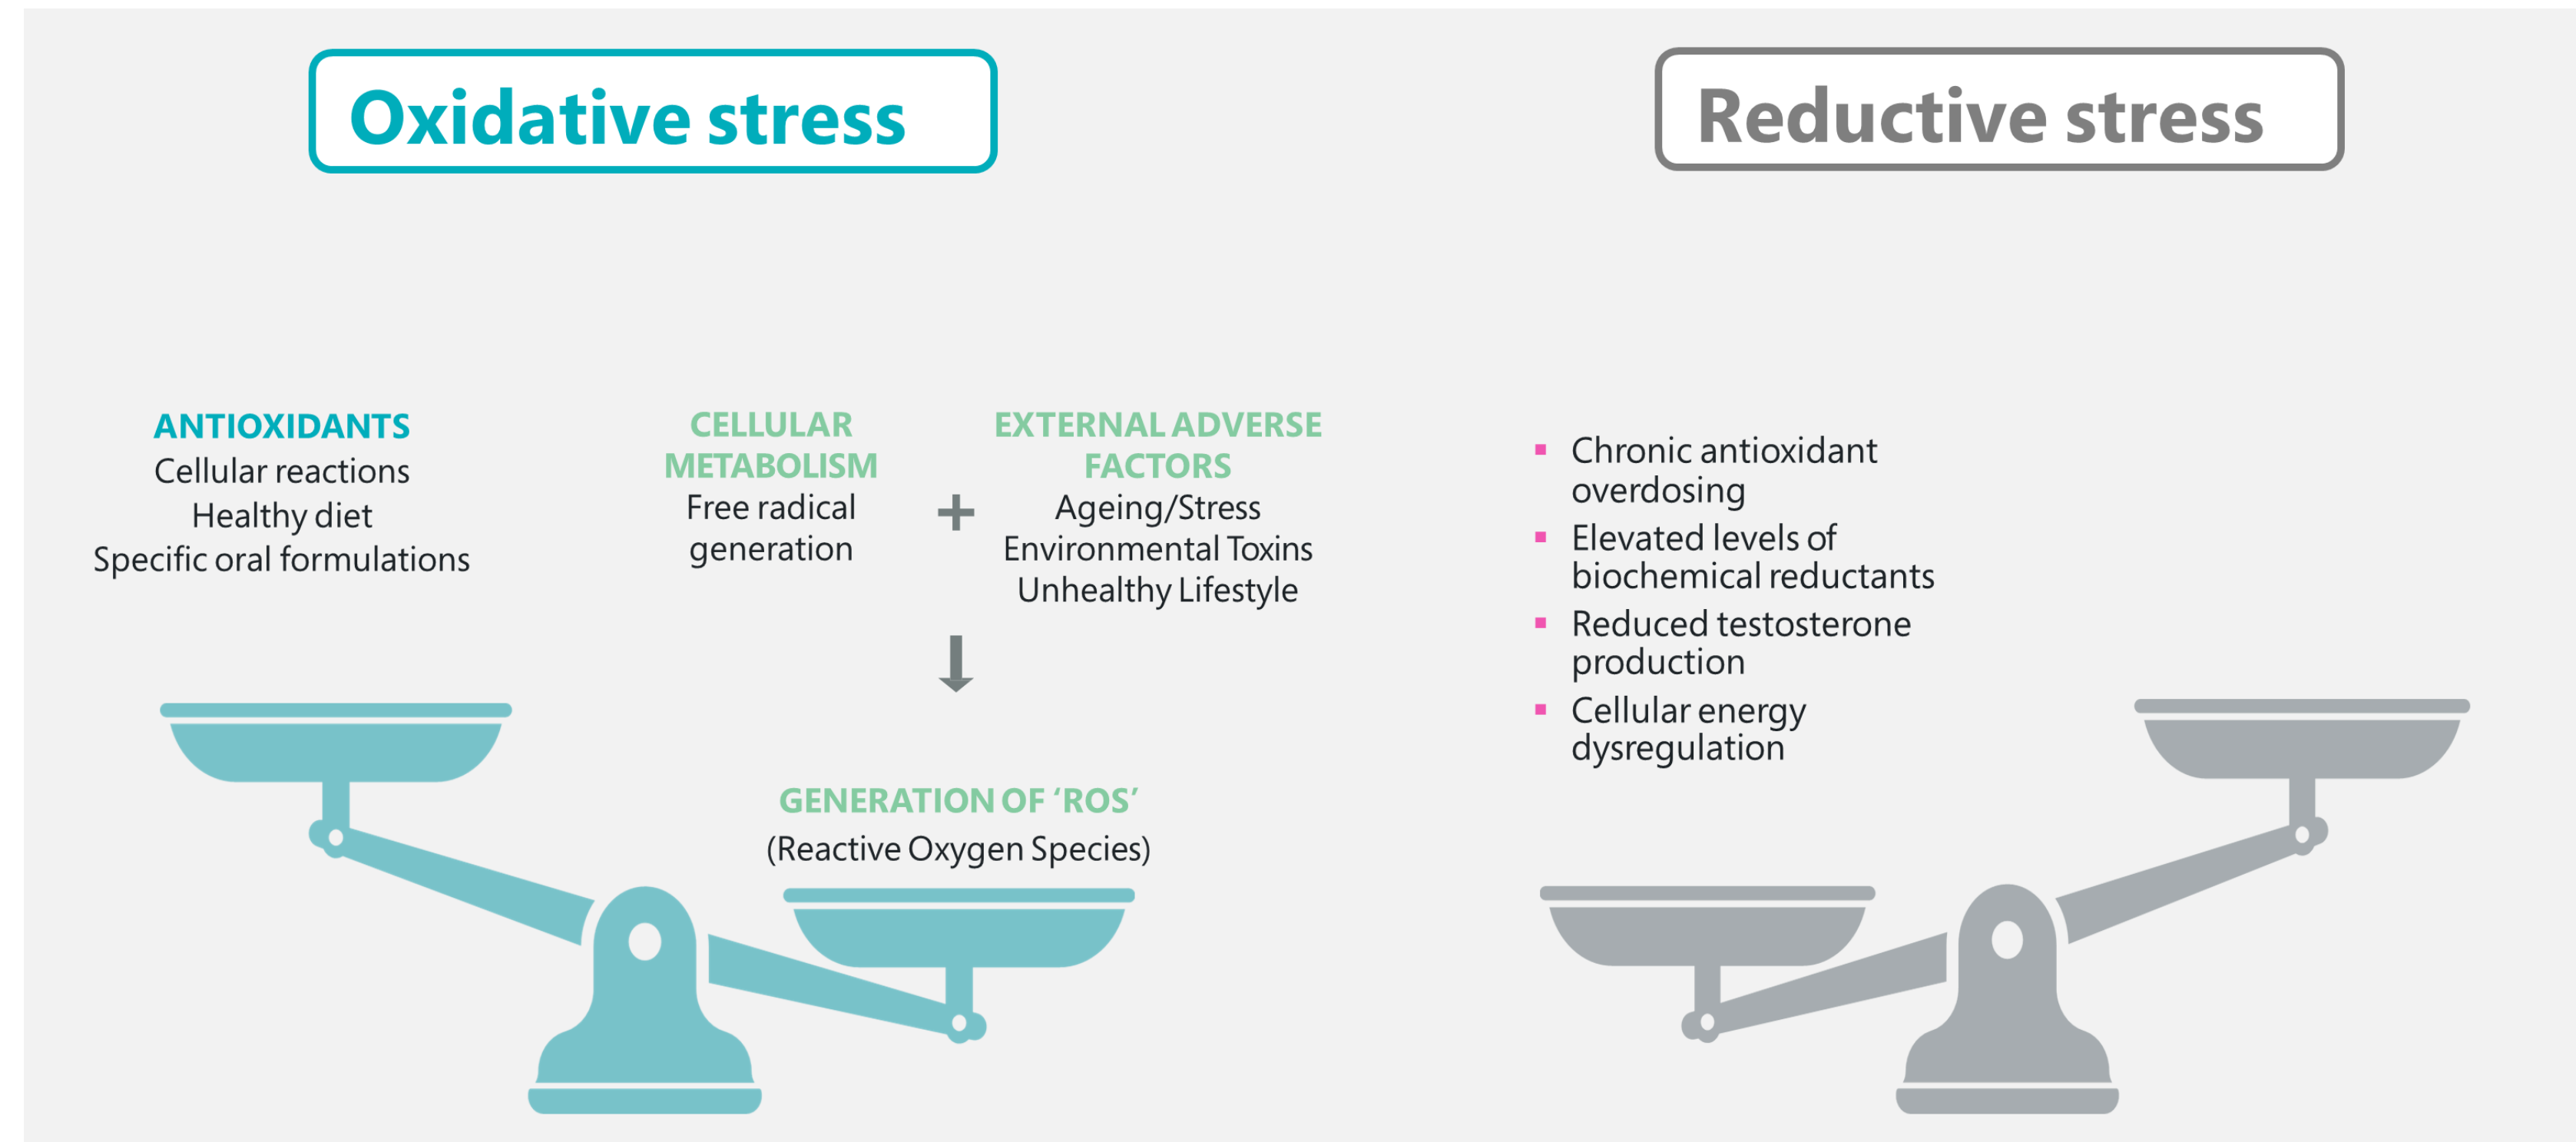 Oxidative stress
Reductive stress
ANTIOXIDANTS
Cellular reactions
Healthy diet
Specific oral formulations
CELLULAR
METABOLISM
Free radical
generation
+
EXTERNAL ADVERSE
FACTORS
Ageing/Stress
Environmental Toxins
Unhealthy Lifestyle
GENERATION OF ‘ROS’
(Reactive Oxygen Species)
▪ Chronic antioxidant
overdosing
▪ Elevated levels of
biochemical reductants
▪ Reduced testosterone
production
▪ Cellular energy
dysregulation